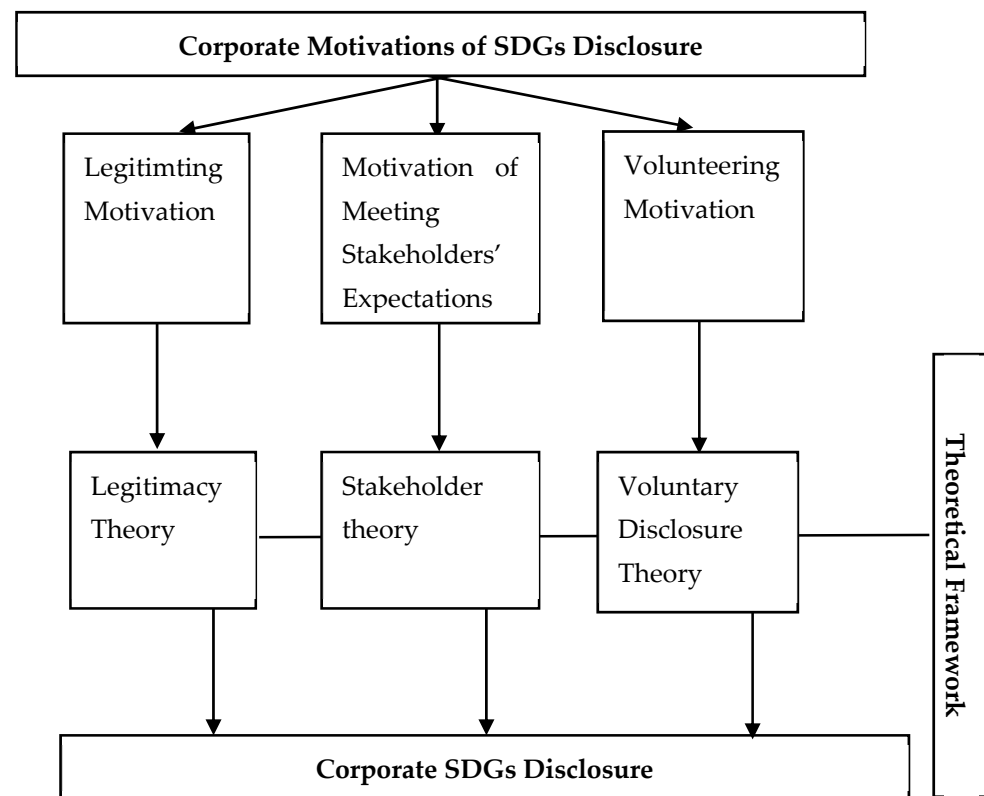 Corporate Motivations of SDGs Disclosure
Legitimting
Motivation
Motivation of
Meeting
Stakeholders’
Expectations
Volunteering
Motivation
Legitimacy
Theory
Stakeholder
theory
Voluntary
Disclosure
Theory
Theoretical Framework
Corporate SDGs Disclosure